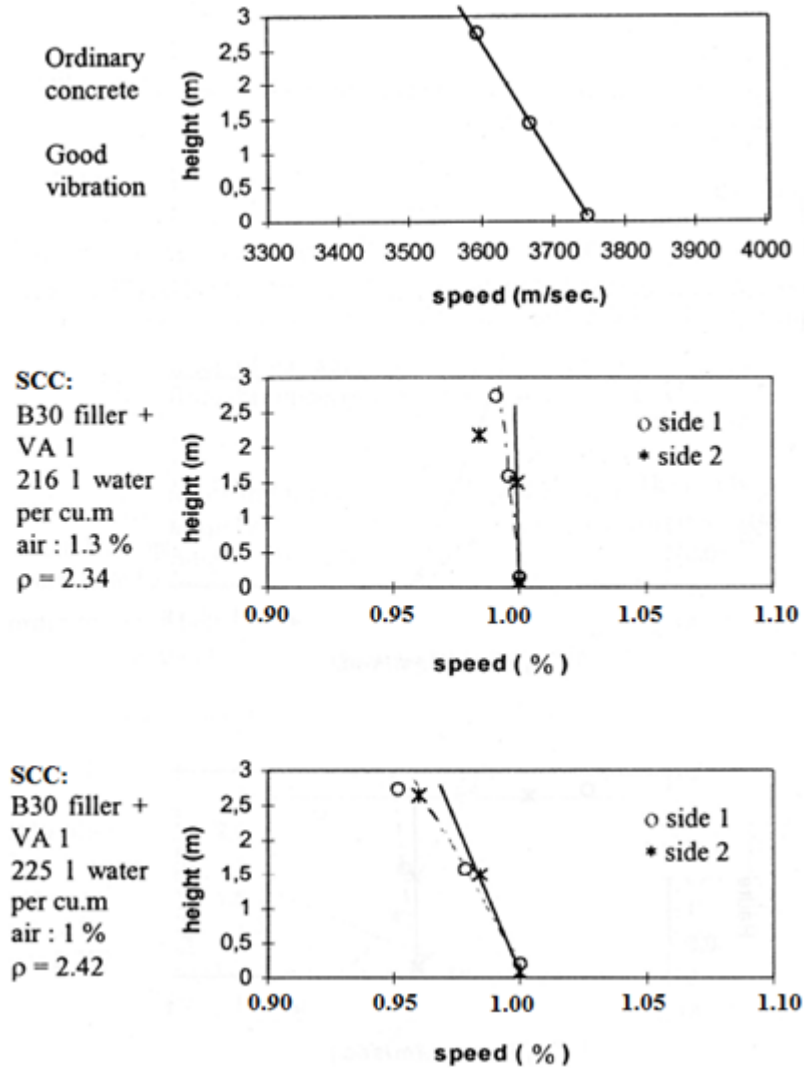 Ordinary
concrete
Good
vibration
height (m)
3
2,5
2
1,5
1
0,5
0
3300 3400 3500 3600 3700 3800 3900 4000
speed (m/sec.)
SCC:
B30 filler +
VA 1
216 l water
per cu.m
air : 1.3 %
ρ = 2.34
height (m)
3
2,5
2
1,5
1
0,5
0
○ side 1
* side 2
0.90 0.95 1.00 1.05 1.10
speed ( % )
SCC:
B30 filler +
VA 1
225 l water
per cu.m
air : 1 %
ρ = 2.42
height (m)
3
2,5
2
1,5
1
0,5
0
○ side 1
* side 2
0.90 0.95 1.00 1.05 1.10
speed ( % )